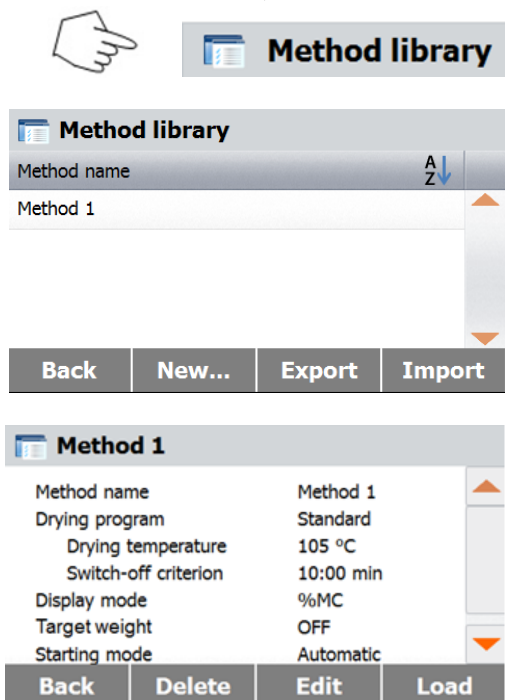 Method library
Method library
Method name A Z
Method 1
Back New... Export Import
Method 1
Method name Method 1
Drying program Standard
Drying temperature 105 ºC
Switch-off criterion 10:00 min
Display mode %MC
Target weight OFF
Starting mode Automatic
Back Delete Edit Load